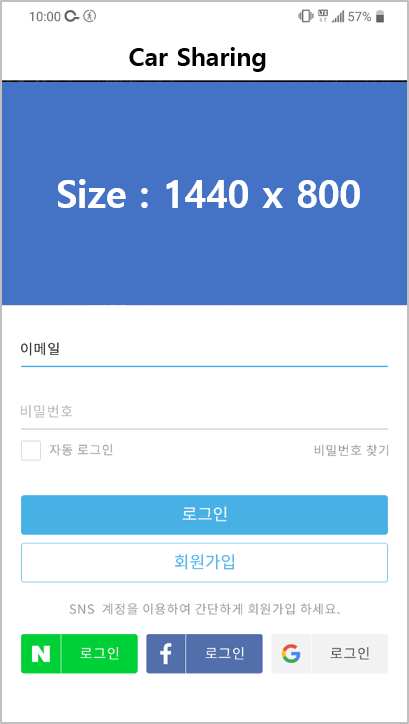 10:00 LTE 57%
Car Sharing
Size : 1440 x 800
이메일
비밀번호
자동 로그인 비밀번호 찾기
로그인
회원가입
SNS 계정을 이용하여 간단하게 회원가입 하세요.
N 로그인 f 로그인 G 로그인